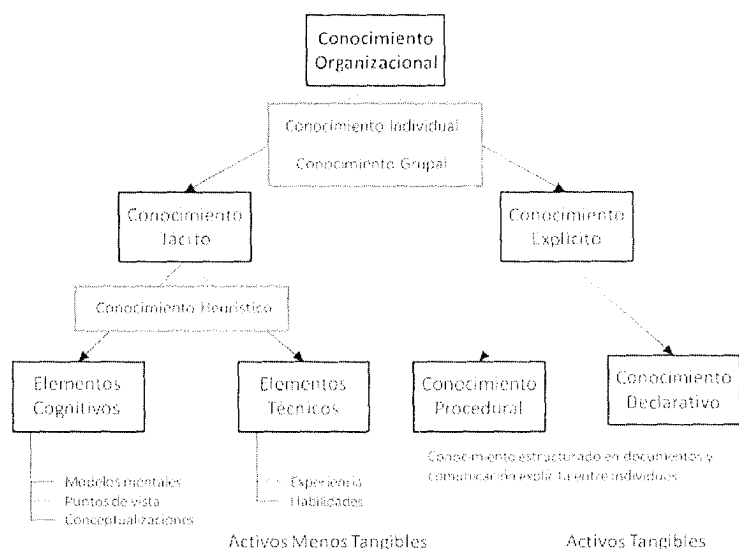 Conocimiento
Organizacional
Conocimiento Individual
Conocimiento Grupal
Conocimiento
Tácito
Conocimiento
Explícito
Conocimiento Heurístico
Elementos
Cognitivos
Elementos
Técnicos
Conocimiento
Procedural
Conocimiento
Declarativo
Modelos mentales
Puntos de vista
Conceptualizaciones
Experiencia
Habilidades
Conocimiento estructurado en documentos y
comunicación explícita entre individuos
Activos Menos Tangibles
Activos Tangibles